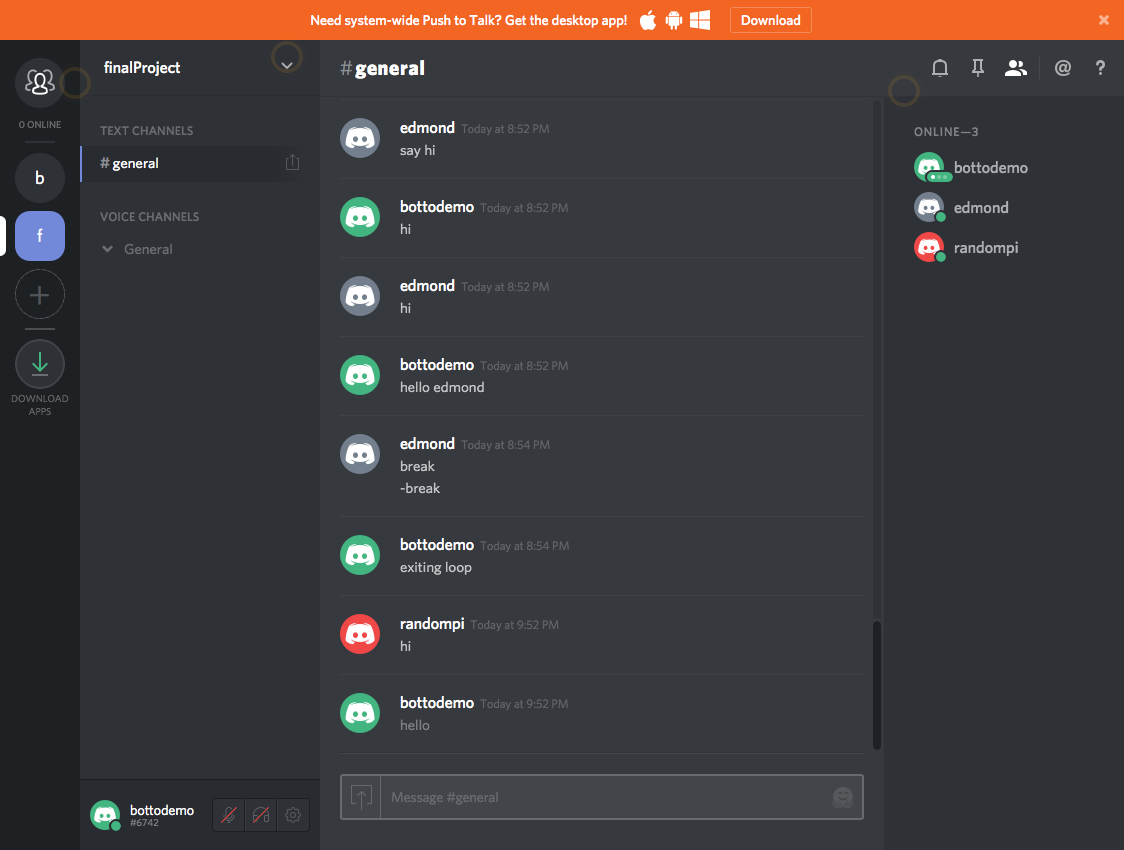 Need system-wide Push to Talk? Get the desktop app!
Download
0 ONLINE
b
f
DOWNLOAD
APPS
finalProject
TEXT CHANNELS
#general
VOICE CHANNELS
General
bottodemo
#6742
#general
@
?
edmond Today at 8:52 PM
say hi
bottodemo Today at 8:52 PM
hi
edmond Today at 8:52 PM
hi
bottodemo Today at 8:52 PM
hello edmond
edmond Today at 8:54 PM
break
-break
bottodemo Today at 8:54 PM
exiting loop
randompi Today at 9:52 PM
hi
bottodemo Today at 9:52 PM
hello
Message #general
ONLINE—3
bottodemo
edmond
randompi